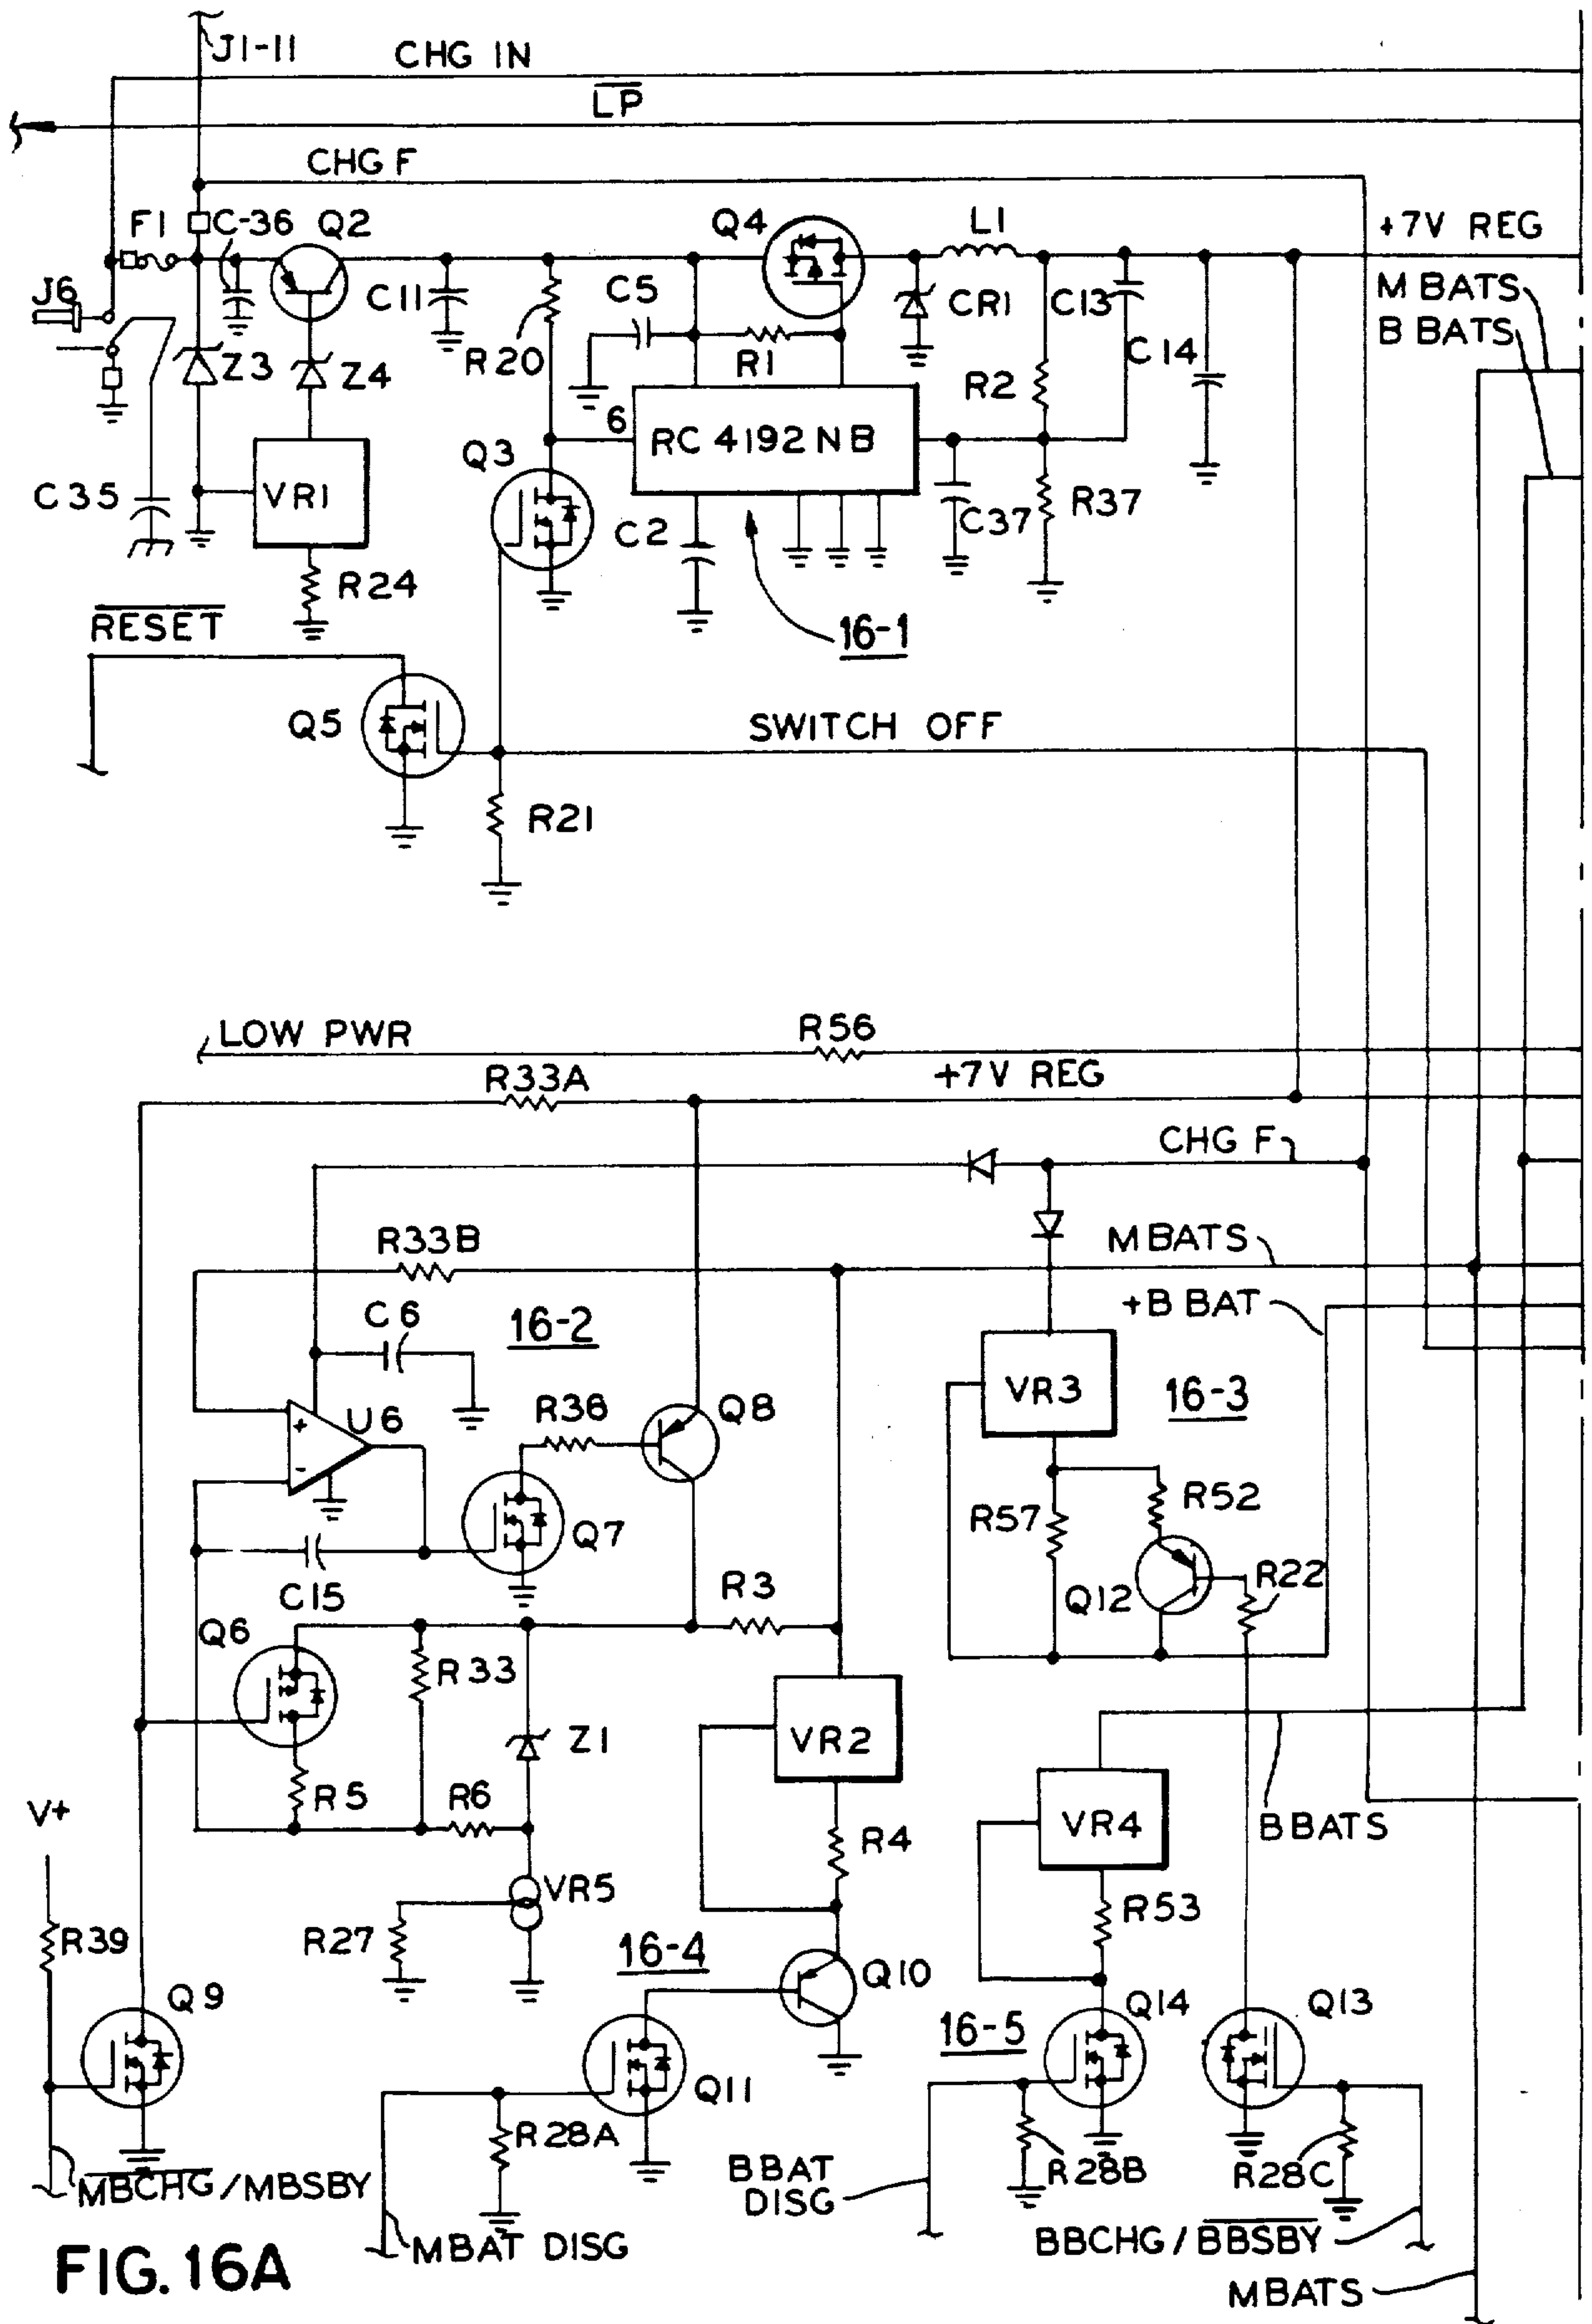 J1-11
CHG IN
LP
CHG F
F1
C-36
Q2
Q4
L1
+7V REG
M BATS
B BATS
J6
C11
C5
R20
R1
CR1
C13
C14
Z3
Z4
R2
6
RC 4192 NB
Q3
C35
VR1
C2
C37
R37
R24
RESET
16-1
Q5
SWITCH OFF
R21
LOW PWR
R56
R33A
+7V REG
CHG F
R33B
M BATS
+B BAT
C6
16-2
VR3
16-3
+
U6
-
R36
Q8
R57
R52
Q7
C15
R3
Q12
R22
Q6
R33
Z1
VR2
R5
R6
V+
VR4
B BATS
R4
VR5
R53
R39
R27
16-4
Q10
Q9
Q14
Q13
16-5
Q11
R28A
R28B
R28C
MBCHG/MBSBY
BBAT
DISG
MBAT DISG
BBCHG/BBSBY
FIG. 16A
MBATS